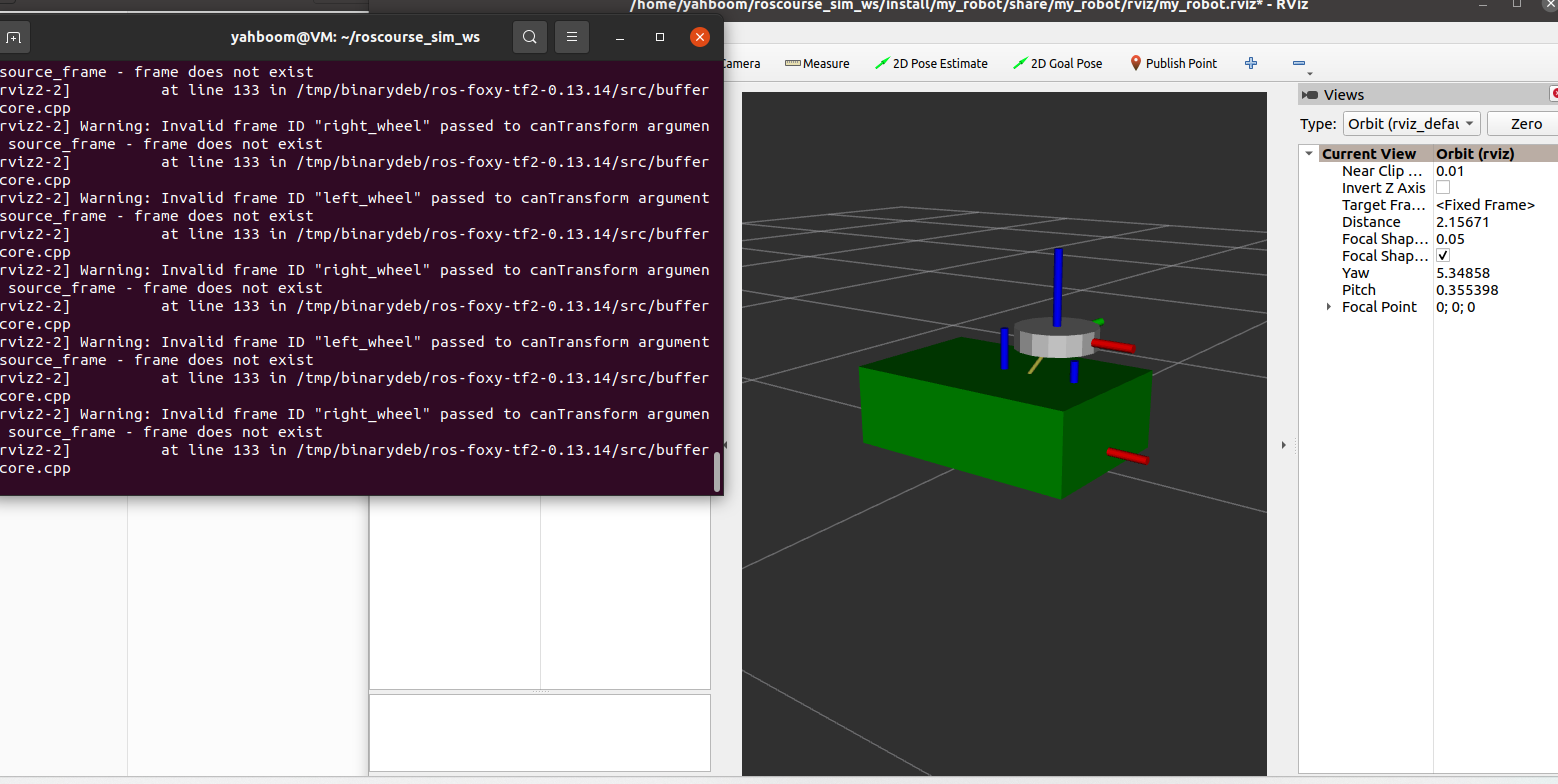 /home/yahboom/roscourse_sim_ws/install/my_robot/share/my_robot/rviz/my_robot.rviz* - RViz
yahboom@VM: ~/roscourse_sim_ws
source_frame - frame does not exist
rviz2-2]          at line 133 in /tmp/binarydeb/ros-foxy-tf2-0.13.14/src/buffer
core.cpp
rviz2-2] Warning: Invalid frame ID "right_wheel" passed to canTransform argumen
source_frame - frame does not exist
rviz2-2]          at line 133 in /tmp/binarydeb/ros-foxy-tf2-0.13.14/src/buffer
core.cpp
rviz2-2] Warning: Invalid frame ID "left_wheel" passed to canTransform argument
source_frame - frame does not exist
rviz2-2]          at line 133 in /tmp/binarydeb/ros-foxy-tf2-0.13.14/src/buffer
core.cpp
rviz2-2] Warning: Invalid frame ID "right_wheel" passed to canTransform argumen
source_frame - frame does not exist
rviz2-2]          at line 133 in /tmp/binarydeb/ros-foxy-tf2-0.13.14/src/buffer
core.cpp
rviz2-2] Warning: Invalid frame ID "left_wheel" passed to canTransform argument
source_frame - frame does not exist
rviz2-2]          at line 133 in /tmp/binarydeb/ros-foxy-tf2-0.13.14/src/buffer
core.cpp
rviz2-2] Warning: Invalid frame ID "right_wheel" passed to canTransform argumen
source_frame - frame does not exist
rviz2-2]          at line 133 in /tmp/binarydeb/ros-foxy-tf2-0.13.14/src/buffer
core.cpp
Camera Measure 2D Pose Estimate 2D Goal Pose Publish Point
Views
Type: Orbit (rviz_defau Zero
Current View Orbit (rviz)
Near Clip ... 0.01
Invert Z Axis
Target Fra... <Fixed Frame>
Distance 2.15671
Focal Shap... 0.05
Focal Shap... ✓
Yaw 5.34858
Pitch 0.355398
Focal Point 0; 0; 0